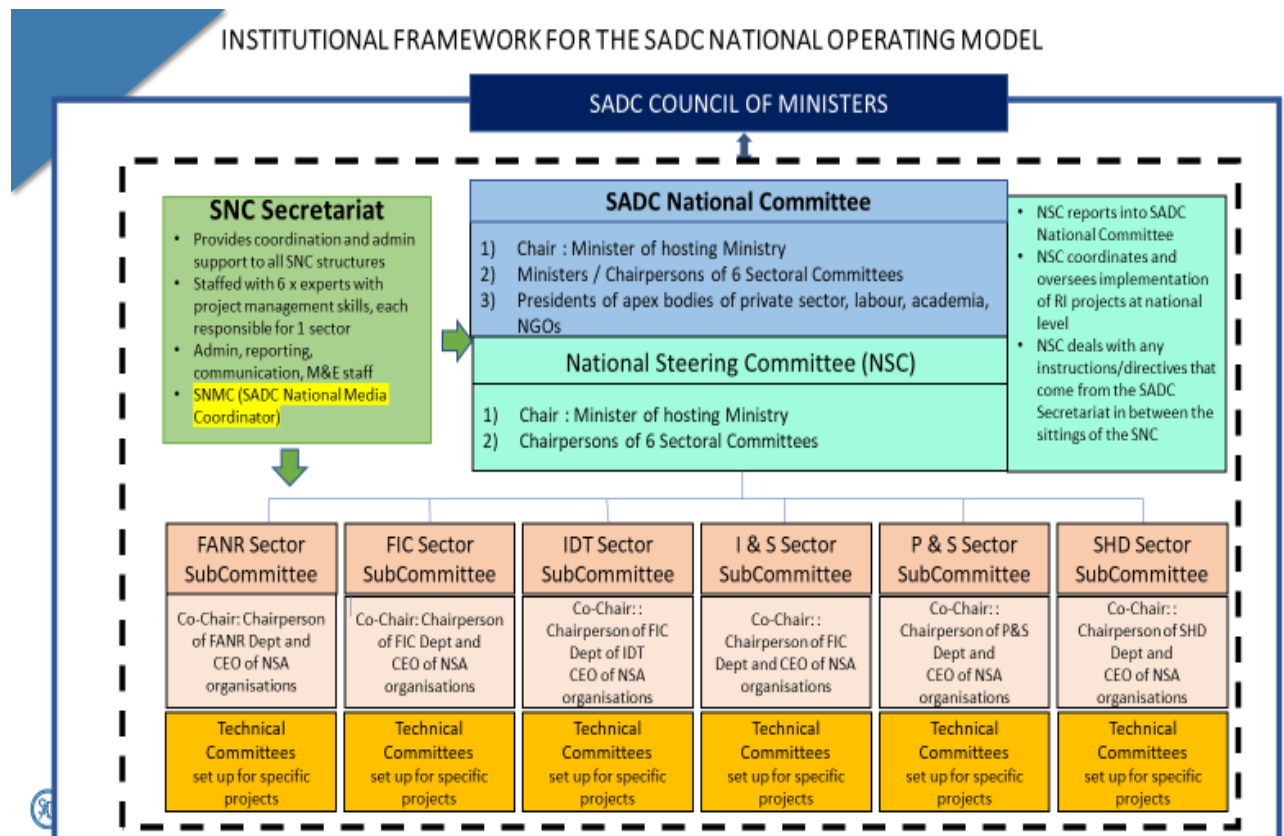 INSTITUTIONAL FRAMEWORK FOR THE SADC NATIONAL OPERATING MODEL
SADC COUNCIL OF MINISTERS
SNC Secretariat
• Provides coordination and admin
support to all SNC structures
• Staffed with 6 x experts with
project management skills, each
responsible for 1 sector
• Admin, reporting,
communication, M&E staff
• SNMC (SADC National Media
Coordinator)
SADC National Committee
1) Chair : Minister of hosting Ministry
2) Ministers / Chairpersons of 6 Sectoral Committees
3) Presidents of apex bodies of private sector, labour, academia,
NGOs
National Steering Committee (NSC)
1) Chair : Minister of hosting Ministry
2) Chairpersons of 6 Sectoral Committees
• NSC reports into SADC
National Committee
• NSC coordinates and
oversees implementation
of RI projects at national
level
• NSC deals with any
instructions/directives that
come from the SADC
Secretariat in between the
sittings of the SNC
FANR Sector
SubCommittee
Co-Chair: Chairperson
of FANR Dept and
CEO of NSA
organisations
Technical
Committees
set up for specific
projects
FIC Sector
SubCommittee
Co-Chair: Chairperson
of FIC Dept and
CEO of NSA
organisations
Technical
Committees
set up for specific
projects
IDT Sector
SubCommittee
Co-Chair: :
Chairperson of FIC
Dept of IDT
CEO of NSA
organisations
Technical
Committees
set up for specific
projects
I & S Sector
SubCommittee
Co-Chair: :
Chairperson of FIC
Dept and CEO of NSA
organisations
Technical
Committees
set up for specific
projects
P & S Sector
SubCommittee
Co-Chair: :
Chairperson of P&S
Dept and
CEO of NSA
organisations
Technical
Committees
set up for specific
projects
SHD Sector
SubCommittee
Co-Chair: :
Chairperson of SHD
Dept and
CEO of NSA
organisations
Technical
Committees
set up for specific
projects